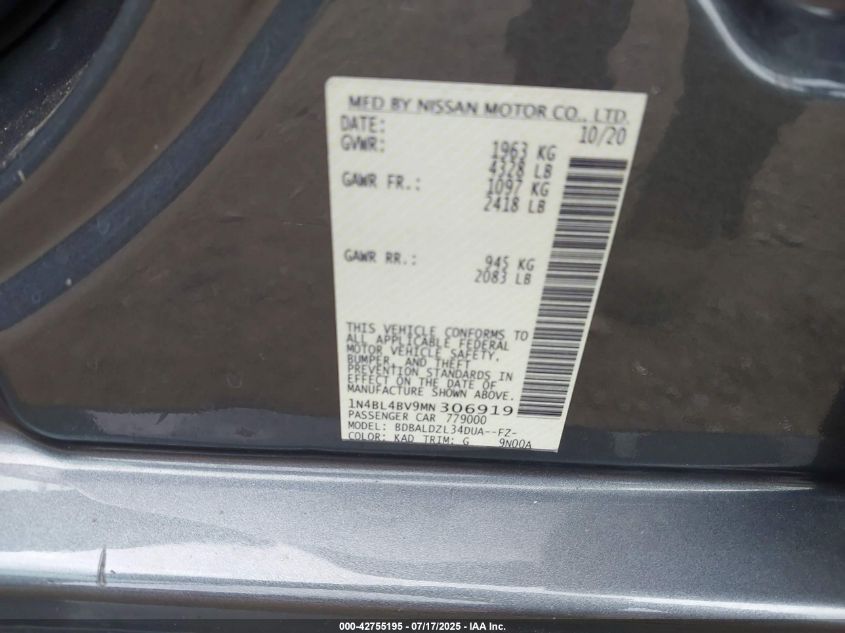 MFD BY NISSAN MOTOR CO., LTD.
DATE: 10/20
GVWR: 1963 KG
4328 LB
GAWR FR.: 1097 KG
2418 LB
GAWR RR.: 945 KG
2083 LB
THIS VEHICLE CONFORMS TO
ALL APPLICABLE FEDERAL
MOTOR VEHICLE SAFETY,
BUMPER, AND THEFT
PREVENTION STANDARDS IN
EFFECT ON THE DATE OF
MANUFACTURE SHOWN ABOVE.
1N4BL4BV9MN306919
PASSENGER CAR 779000
MODEL: BDBALDZL34DUA--FZ-
COLOR: KAD TRIM: G 9N00A
000-42755195 - 07/17/2025 - IAA Inc.